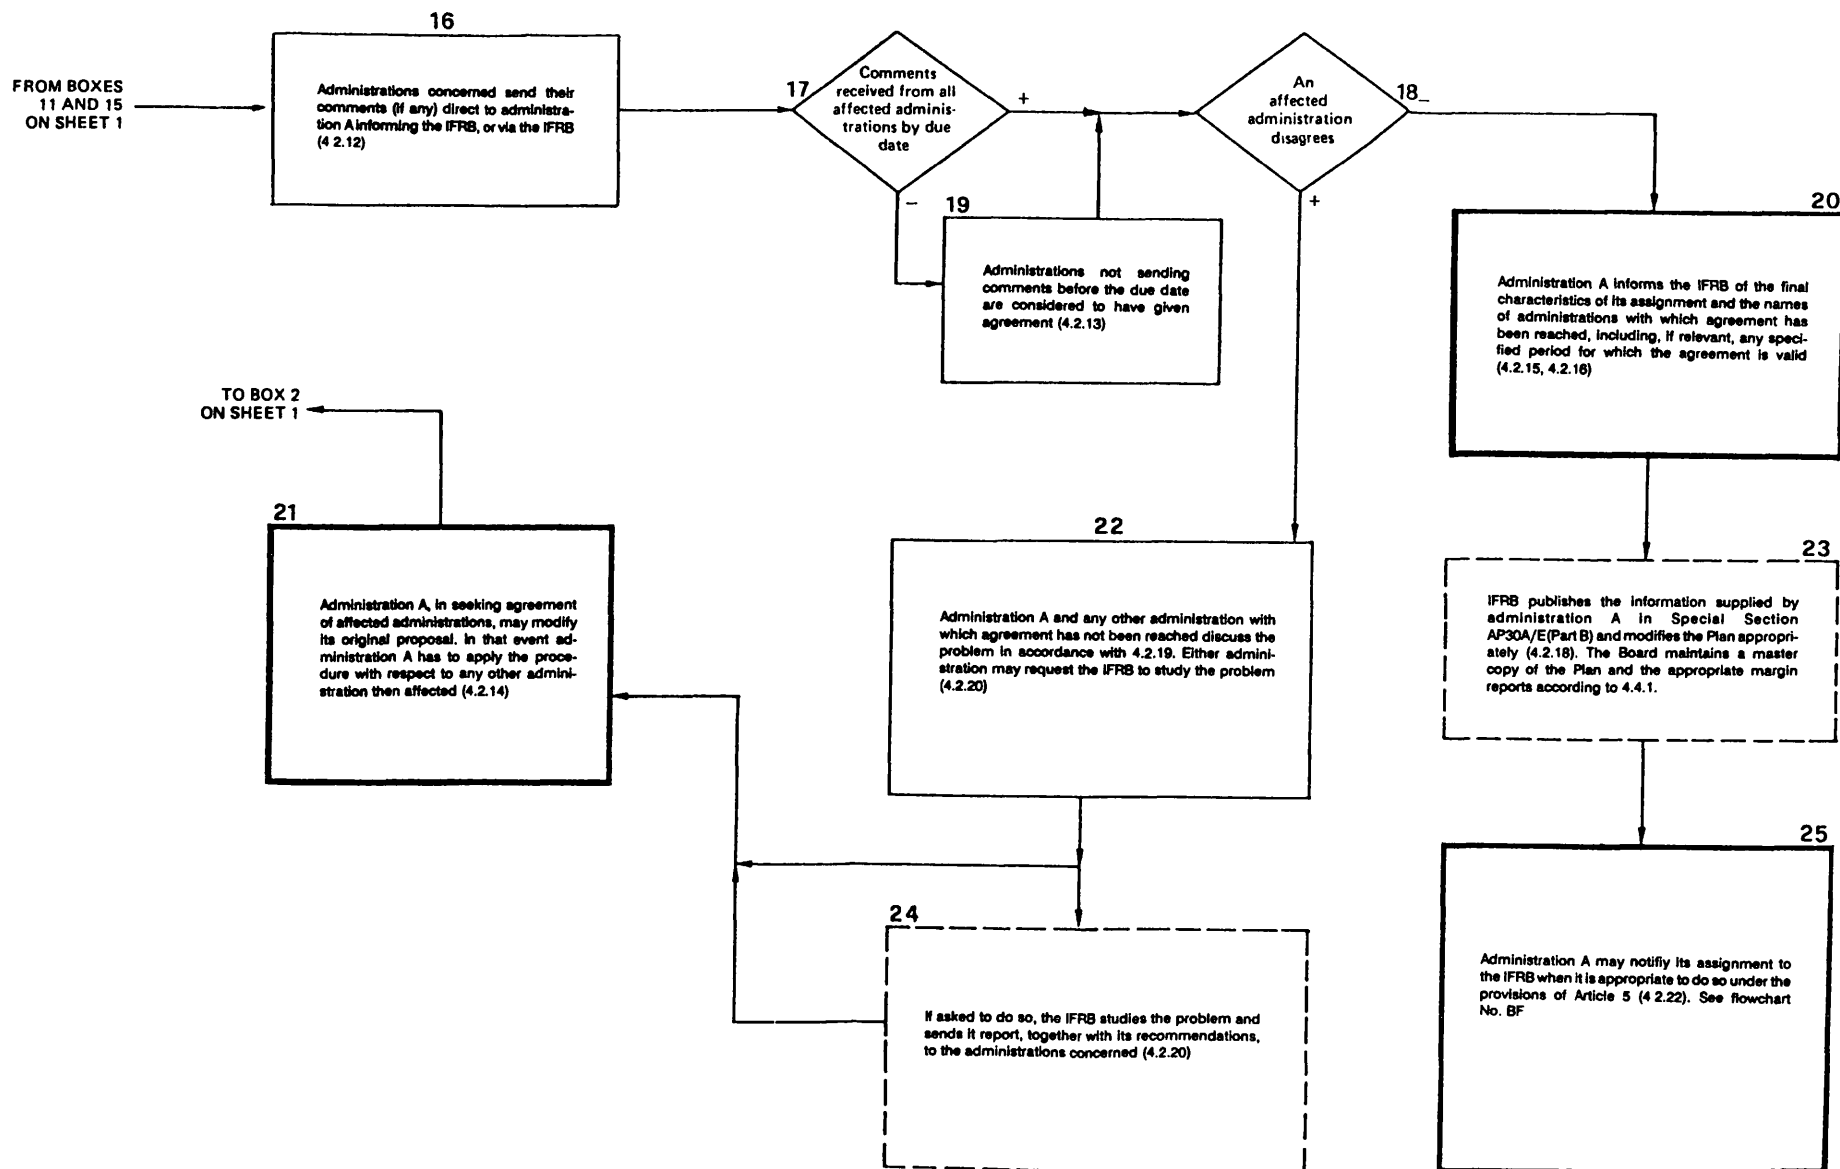 16
FROM BOXES
11 AND 15
ON SHEET 1
Administrations concerned send their
comments (if any) direct to administra-
tion A informing the IFRB, or via the IFRB
(4 2.12)
17
Comments
received from all
affected adminis-
trations by due
date
+
–
18
An
affected
administration
disagrees
–
+
19
Administrations not sending
comments before the due date
are considered to have given
agreement (4.2.13)
20
Administration A informs the IFRB of the final
characteristics of its assignment and the names
of administrations with which agreement has
been reached, including, if relevant, any speci-
fied period for which the agreement is valid
(4.2.15, 4.2.16)
TO BOX 2
ON SHEET 1
21
Administration A, in seeking agreement
of affected administrations, may modify
its original proposal. In that event ad-
ministration A has to apply the proce-
dure with respect to any other admini-
stration then affected (4.2.14)
22
Administration A and any other administration with
which agreement has not been reached discuss the
problem in accordance with 4.2.19. Either admini-
stration may request the IFRB to study the problem
(4.2.20)
23
IFRB publishes the information supplied by
administration A in Special Section
AP30A/E(Part B) and modifies the Plan appropri-
ately (4.2.18). The Board maintains a master
copy of the Plan and the appropriate margin
reports according to 4.4.1.
24
If asked to do so, the IFRB studies the problem and
sends it report, together with its recommendations,
to the administrations concerned (4.2.20)
25
Administration A may notifiy its assignment to
the IFRB when it is appropriate to do so under the
provisions of Article 5 (4 2.22). See flowchart
No. BF